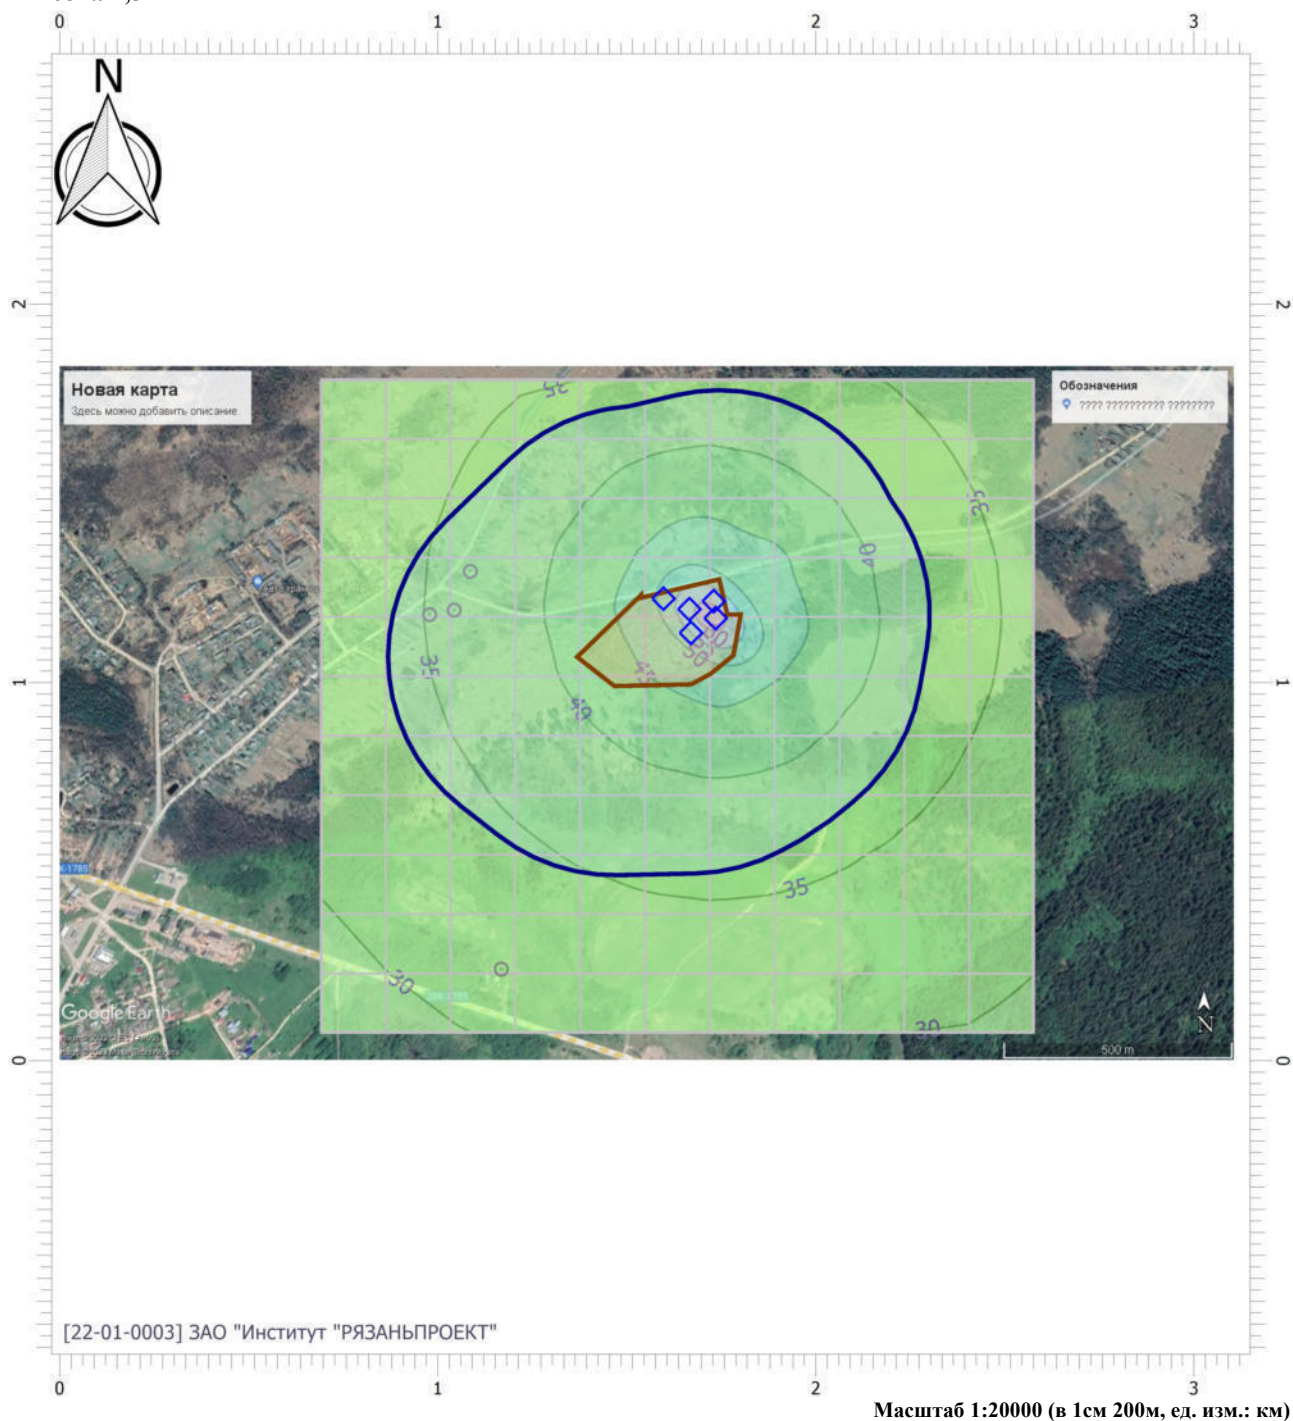 0 1 2 3
N
2 2
Новая карта
Здесь можно добавить описание
Обозначения
???? ?????????? ????????
35
35
40
35
45
40
1 1
35
30
30
К-1785
Google Earth
N
500 m
0 0
[22-01-0003] ЗАО "Институт "РЯЗАНЬПРОЕКТ"
0 1 2 3
Масштаб 1:20000 (в 1см 200м, ед. изм.: км)